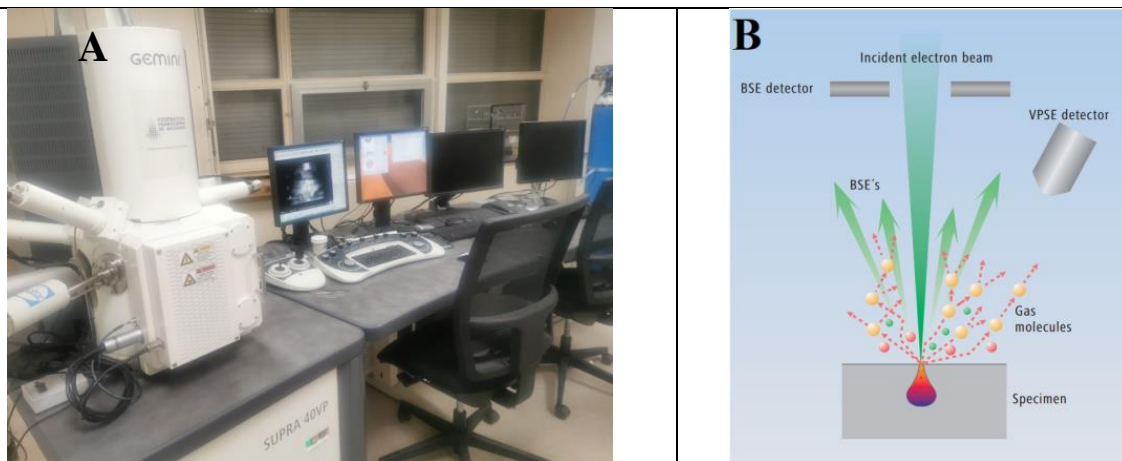 A
GEMINI
SUPRA 40VP
B
Incident electron beam
BSE detector
VPSE detector
BSE´s
Gas
molecules
Specimen